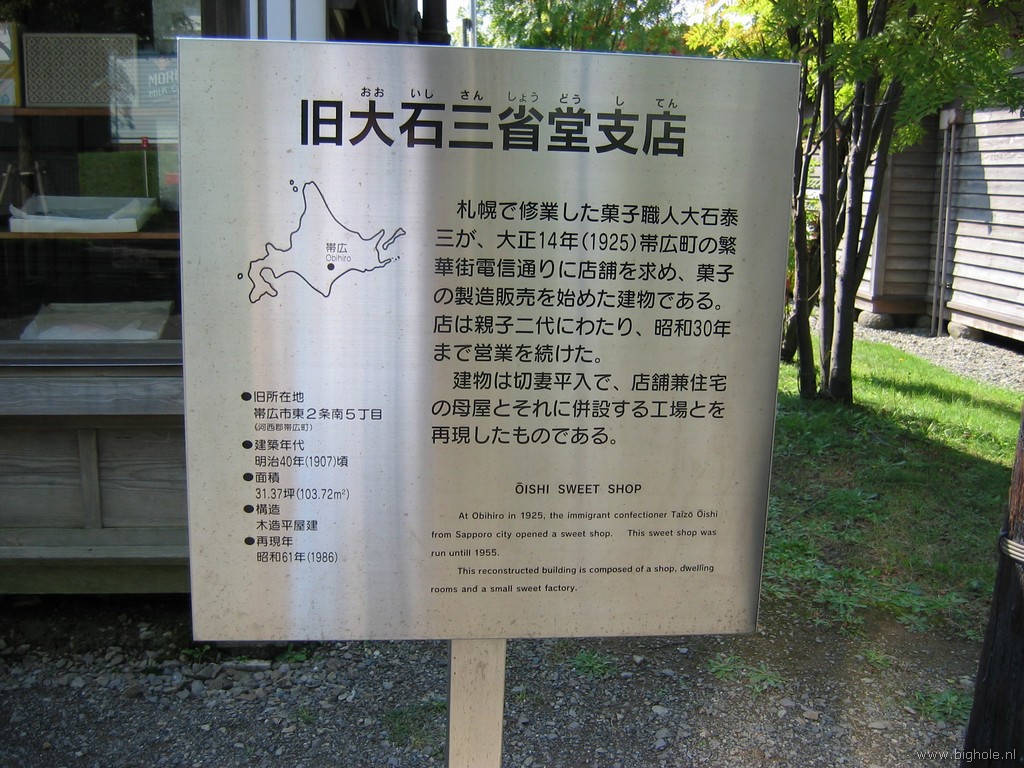 おお いし さん しょう どう し てん
旧大石三省堂支店
帯広
Obihiro
札幌で修業した菓子職人大石泰
三が、大正14年(1925)帯広町の繁
華街電信通りに店舗を求め、菓子
の製造販売を始めた建物である。
店は親子二代にわたり、昭和30年
まで営業を続けた。
建物は切妻平入で、店舗兼住宅
の母屋とそれに併設する工場とを
再現したものである。
●旧所在地
帯広市東2条南5丁目
(河西郡帯広町)
●建築年代
明治40年(1907)頃
●面積
31.37坪(103.72m²)
●構造
木造平屋建
●再現年
昭和61年(1986)
ŌISHI SWEET SHOP
At Obihiro in 1925, the immigrant confectioner Taizō Ōishi
from Sapporo city opened a sweet shop. This sweet shop was
run untill 1955.
This reconstructed building is composed of a shop, dwelling
rooms and a small sweet factory.
www.bighole.nl